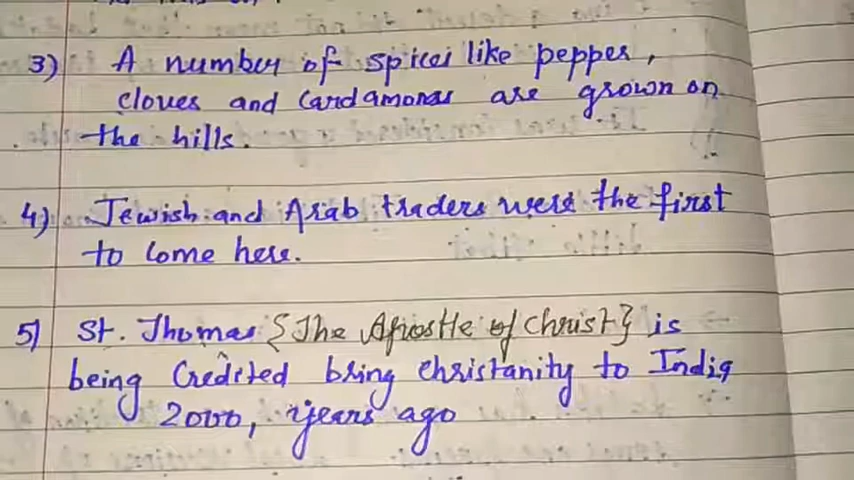 3) A number of spices like pepper,
cloves and cardamoms are grown on
the hills.
4) Jewish and Arab traders were the first
to come here.
5) St. Thomas {The Apostle of Christ} is
being credited bring christanity to India
2000, years ago